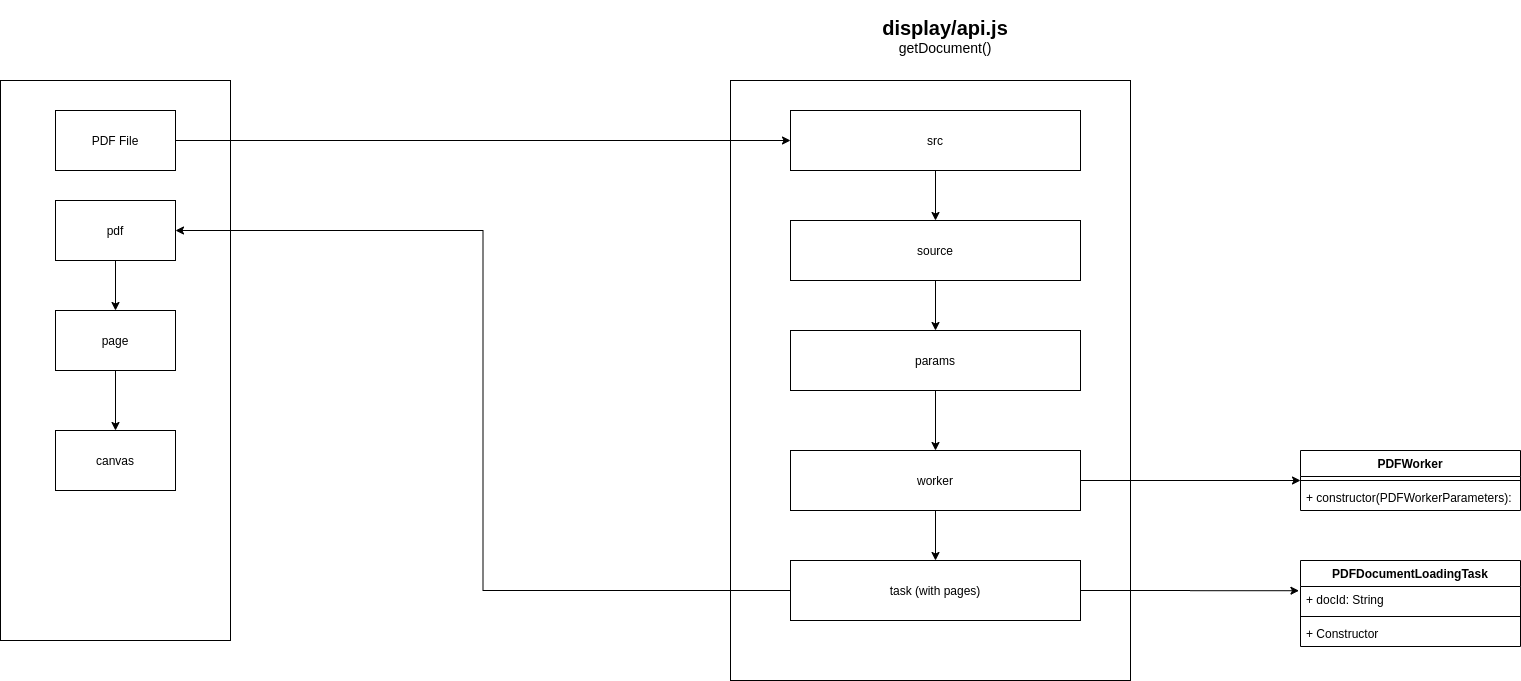 display/api.js
getDocument()
PDF File
src
pdf
source
page
params
canvas
worker
PDFWorker
+ constructor(PDFWorkerParameters):
task (with pages)
PDFDocumentLoadingTask
+ docId: String
+ Constructor